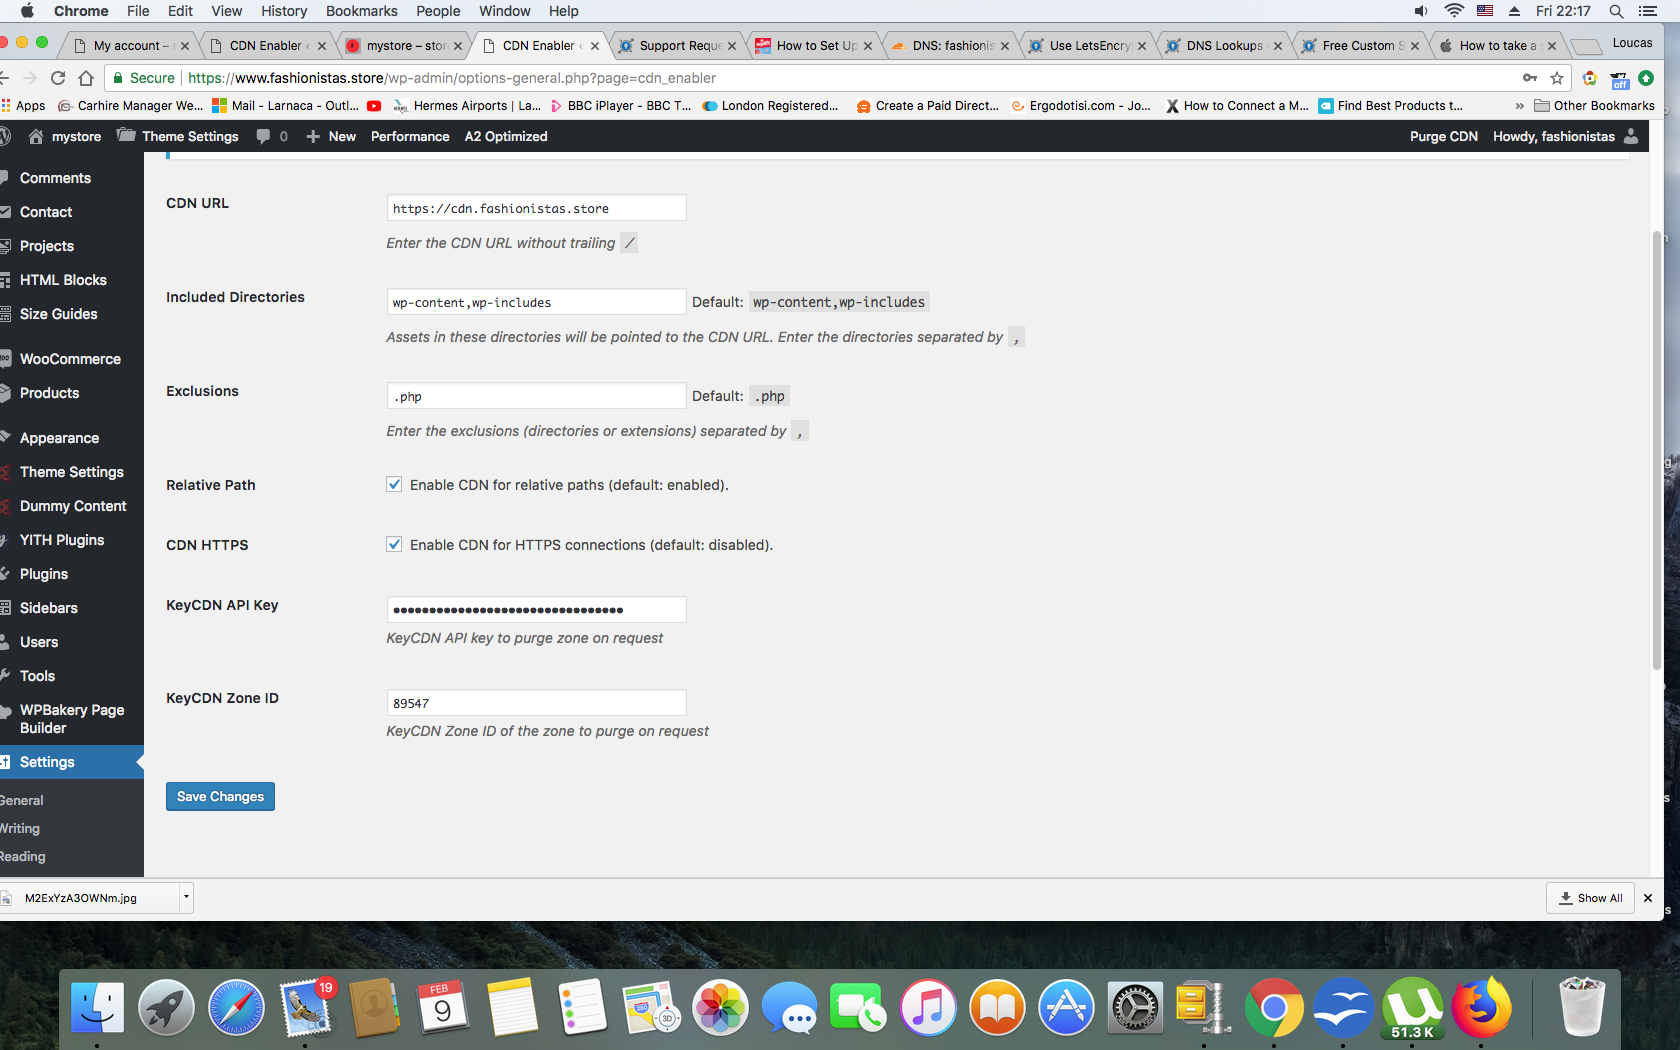 Chrome File Edit View History Bookmarks People Window Help Fri 22:17
My account – CDN Enabler mystore – stor CDN Enabler Support Reque How to Set Up DNS: fashionis Use LetsEncry DNS Lookups Free Custom S How to take a Loucas
Secure https://www.fashionistas.store/wp-admin/options-general.php?page=cdn_enabler off
Apps Carhire Manager We... Mail - Larnaca - Outl... Hermes Airports | La... BBC iPlayer - BBC T... London Registered... Create a Paid Direct... Ergodotisi.com - Jo... How to Connect a M... Find Best Products t... » Other Bookmarks
mystore Theme Settings 0 + New Performance A2 Optimized Purge CDN Howdy, fashionistas
Comments
Contact
Projects
HTML Blocks
Size Guides
WooCommerce
Products
Appearance
Theme Settings
Dummy Content
YITH Plugins
Plugins
Sidebars
Users
Tools
WPBakery Page
Builder
Settings
General
Writing
Reading
CDN URL
https://cdn.fashionistas.store
Enter the CDN URL without trailing /
Included Directories
wp-content,wp-includes Default: wp-content,wp-includes
Assets in these directories will be pointed to the CDN URL. Enter the directories separated by ,
Exclusions
.php Default: .php
Enter the exclusions (directories or extensions) separated by ,
Relative Path
Enable CDN for relative paths (default: enabled).
CDN HTTPS
Enable CDN for HTTPS connections (default: disabled).
KeyCDN API Key
••••••••••••••••••••••••••••••••
KeyCDN API key to purge zone on request
KeyCDN Zone ID
89547
KeyCDN Zone ID of the zone to purge on request
Save Changes
M2ExYzA3OWNm.jpg Show All
19
FEB
9
3D
51.3 K